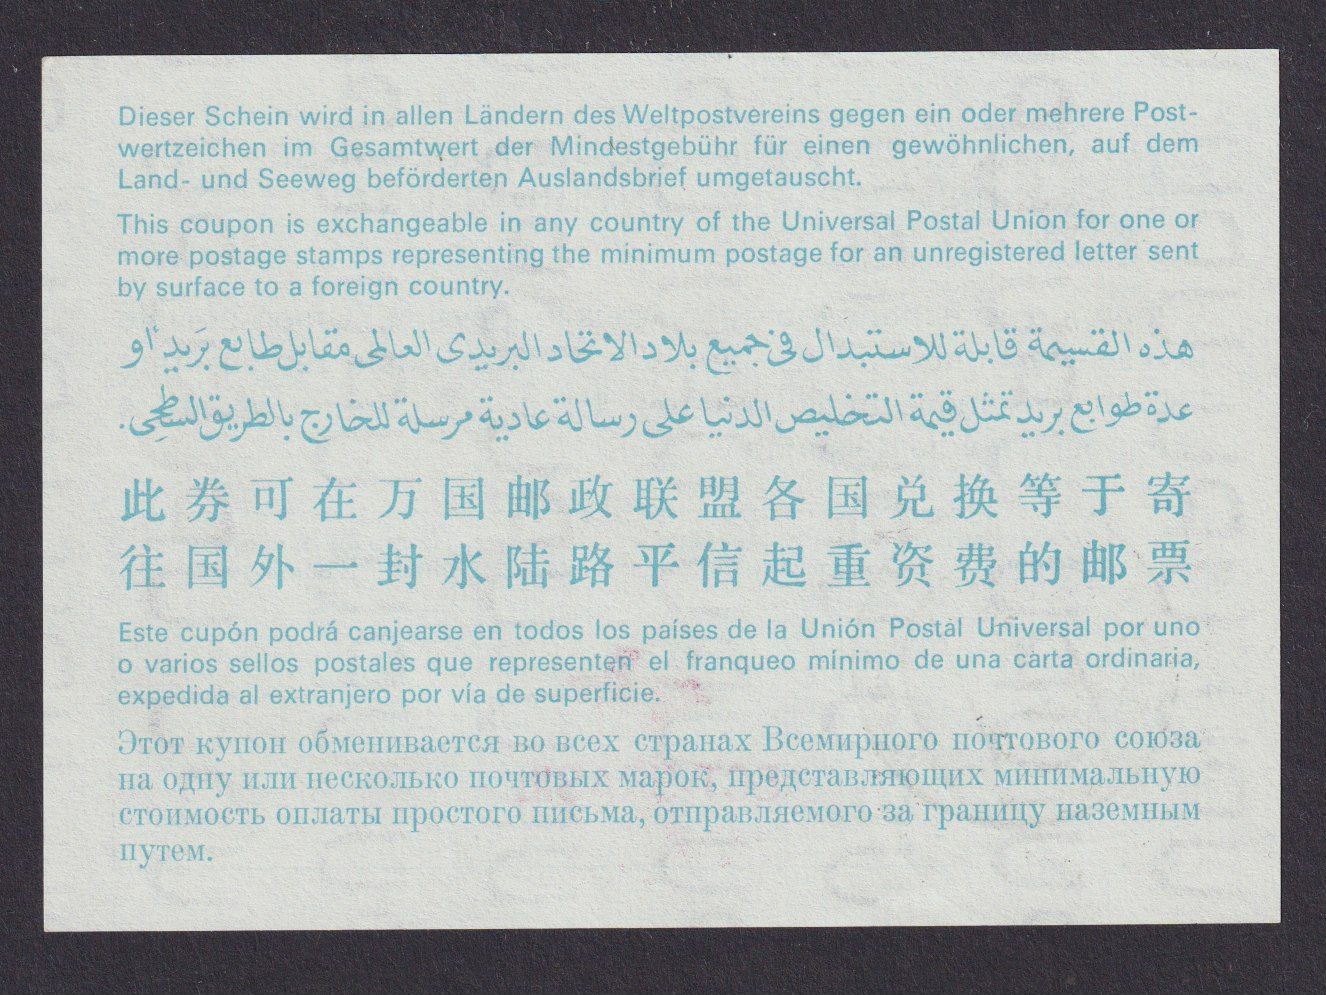 Dieser Schein wird in allen Ländern des Weltpostvereins gegen ein oder mehrere Post-
wertzeichen im Gesamtwert der Mindestgebühr für einen gewöhnlichen, auf dem
Land- und Seeweg beförderten Auslandsbrief umgetauscht.
This coupon is exchangeable in any country of the Universal Postal Union for one or
more postage stamps representing the minimum postage for an unregistered letter sent
by surface to a foreign country.
هذه القسيمة قابلة للاستبدال فى جميع بلاد الاتحاد البريدى العالمى مقابل طابع بَريد أو
عدة طوابع بريد تمثل قيمة التخليص الدنيا على رسالة عادية مرسلة للخارج بالطريق السطحِى.
此券可在万国邮政联盟各国兑换等于寄
往国外一封水陆路平信起重资费的邮票
Este cupón podrá canjearse en todos los países de la Unión Postal Universal por uno
o varios sellos postales que representen el franqueo mínimo de una carta ordinaria,
expedida al extranjero por vía de superficie.
Этот купон обменивается во всех странах Всемирного почтового союза
на одну или несколько почтовых марок, представляющих минимальную
стоимость оплаты простого письма, отправляемого за границу наземным
путем.